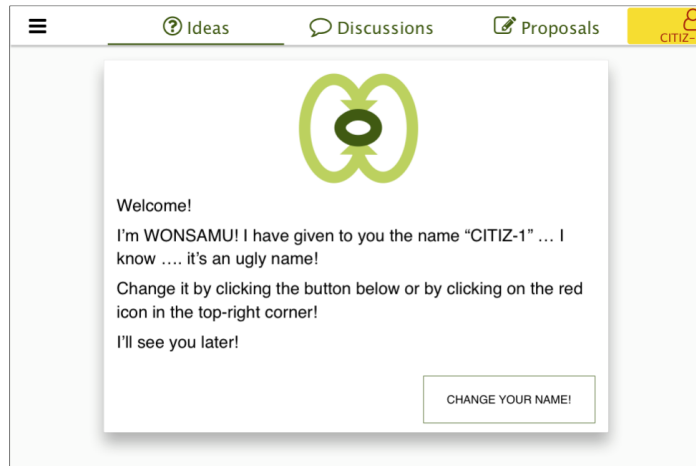 Ideas
Discussions
Proposals
CITIZ-
Welcome!
I'm WONSAMU! I have given to you the name “CITIZ-1” … I
know …. it's an ugly name!
Change it by clicking the button below or by clicking on the red
icon in the top-right corner!
I'll see you later!
CHANGE YOUR NAME!